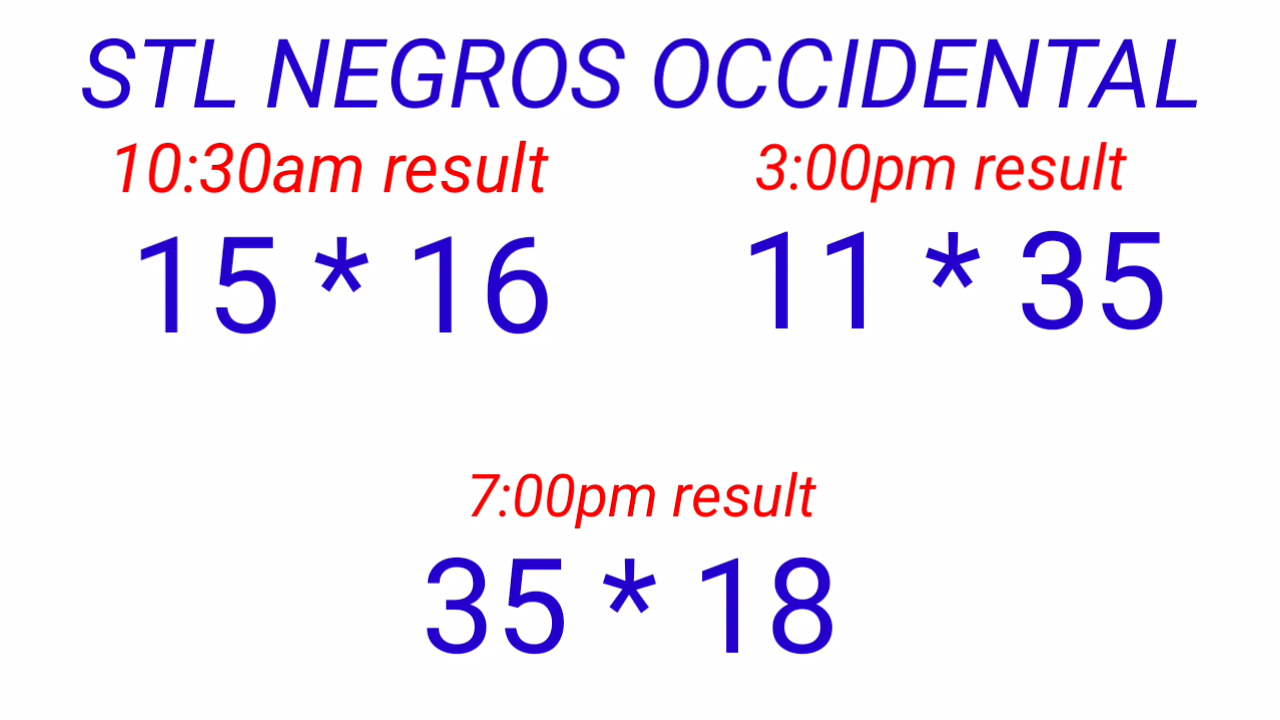 STL NEGROS OCCIDENTAL
10:30am result
3:00pm result
15 * 16
11 * 35
7:00pm result
35 * 18